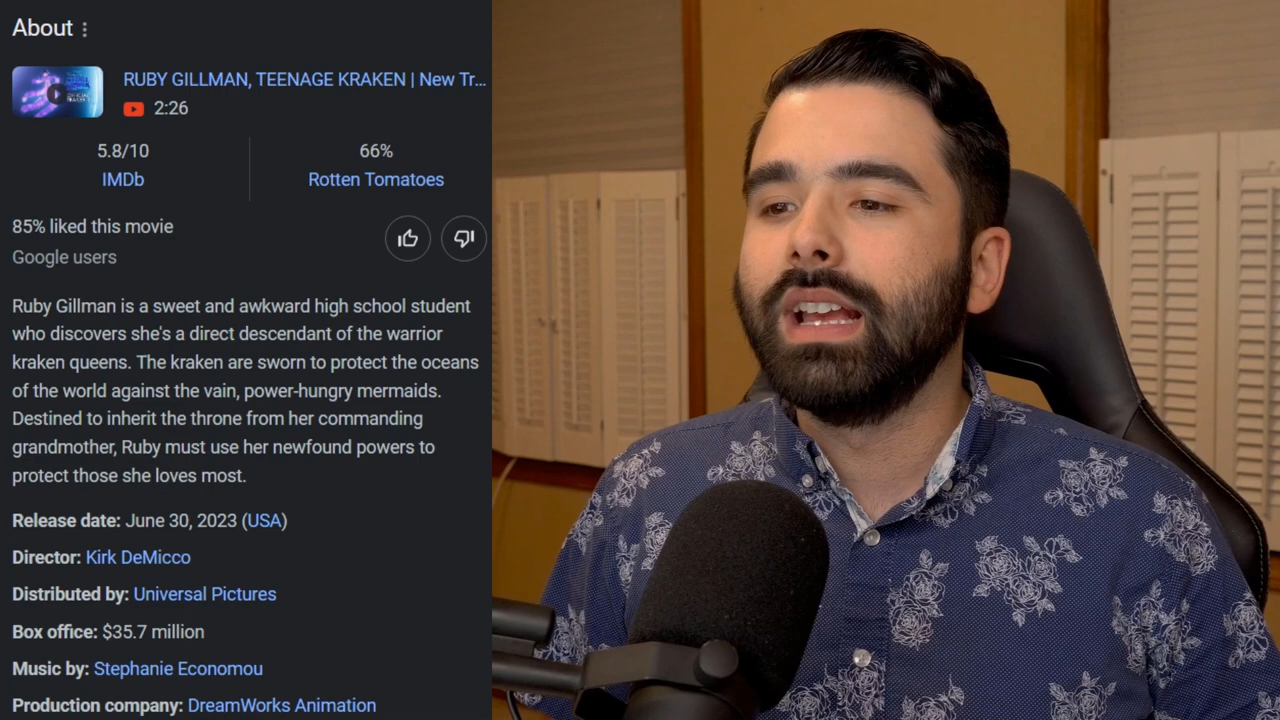 About
RUBY GILLMAN, TEENAGE KRAKEN | New Tr...
2:26
5.8/10
IMDb
66%
Rotten Tomatoes
85% liked this movie
Google users
Ruby Gillman is a sweet and awkward high school student
who discovers she's a direct descendant of the warrior
kraken queens. The kraken are sworn to protect the oceans
of the world against the vain, power-hungry mermaids.
Destined to inherit the throne from her commanding
grandmother, Ruby must use her newfound powers to
protect those she loves most.
Release date: June 30, 2023 (USA)
Director: Kirk DeMicco
Distributed by: Universal Pictures
Box office: $35.7 million
Music by: Stephanie Economou
Production company: DreamWorks Animation